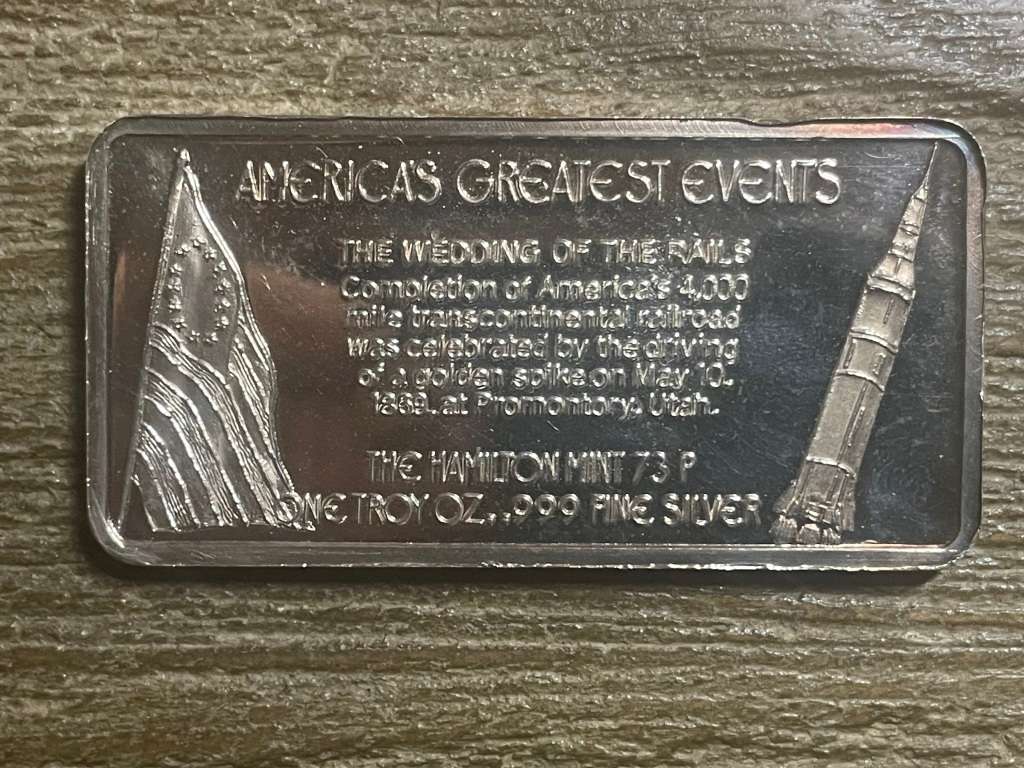 AMERICA'S GREATEST EVENTS
THE WEDDING OF THE RAILS
Completion of America's 4,000
mile transcontinental railroad
was celebrated by the driving
of a golden spike on May 10,
1869, at Promontory, Utah.
THE HAMILTON MINT 73 P
ONE TROY OZ. .999 FINE SILVER